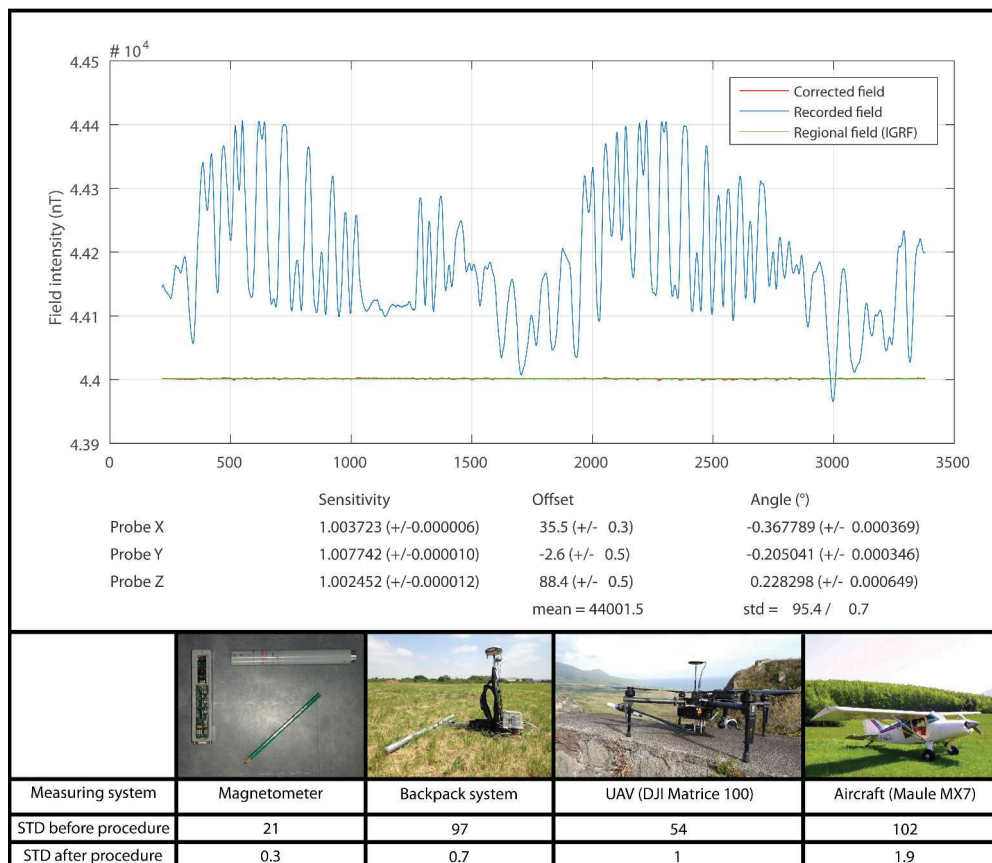 # 10^4
4.45
4.44
4.43
4.42
4.41
4.4
4.39
Field intensity (nT)
Corrected field
Recorded field
Regional field (IGRF)
0 500 1000 1500 2000 2500 3000 3500
Sensitivity Offset Angle (°)
Probe X 1.003723 (+/-0.000006) 35.5 (+/- 0.3) -0.367789 (+/- 0.000369)
Probe Y 1.007742 (+/-0.000010) -2.6 (+/- 0.5) -0.205041 (+/- 0.000346)
Probe Z 1.002452 (+/-0.000012) 88.4 (+/- 0.5) 0.228298 (+/- 0.000649)
mean = 44001.5 std = 95.4 / 0.7
Measuring system Magnetometer Backpack system UAV (DJI Matrice 100) Aircraft (Maule MX7)
STD before procedure 21 97 54 102
STD after procedure 0.3 0.7 1 1.9